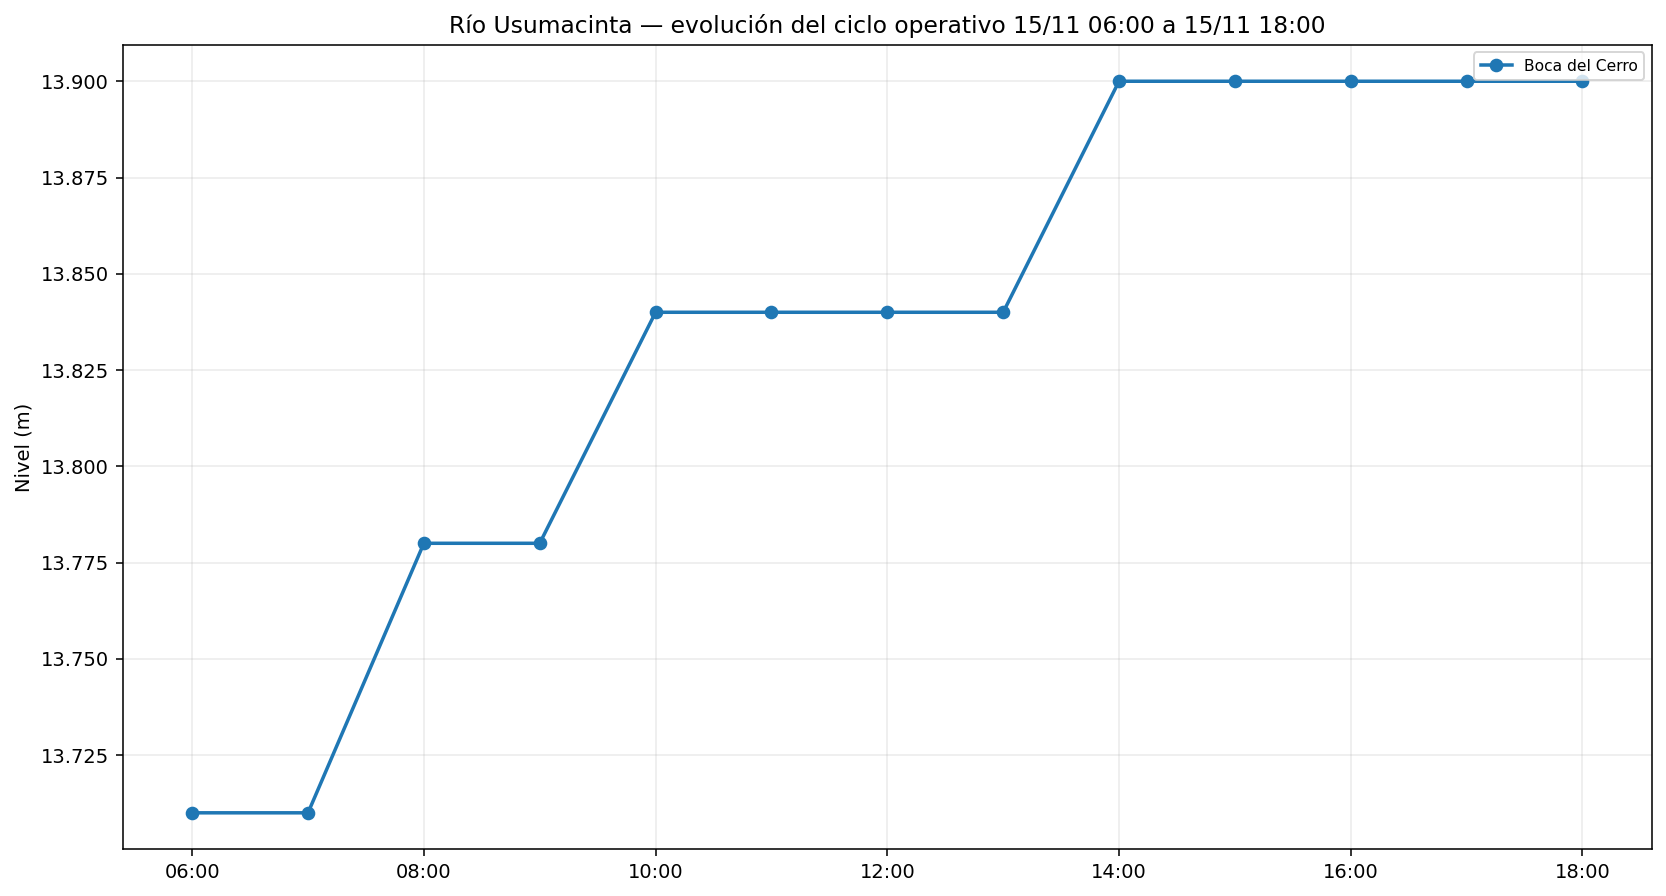 Río Usumacinta — evolución del ciclo operativo 15/11 06:00 a 15/11 18:00
Boca del Cerro
Nivel (m)
13.900
13.875
13.850
13.825
13.800
13.775
13.750
13.725
06:00 08:00 10:00 12:00 14:00 16:00 18:00